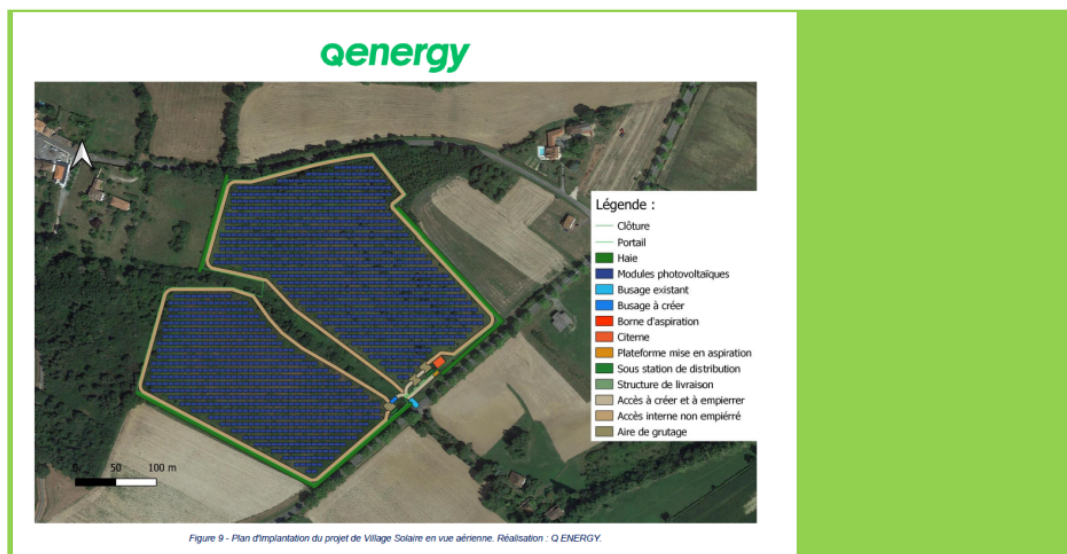 Qenergy
Légende :
Clôture
Portail
Haie
Modules photovoltaïques
Busage existant
Busage à créer
Borne d'aspiration
Citerne
Plateforme mise en aspiration
Sous station de distribution
Structure de livraison
Accès à créer et à empierrer
Accès interne non empiérré
Aire de grutage
0 50 100 m
Figure 9 - Plan d'implantation du projet de Village Solaire en vue aérienne. Réalisation : Q ENERGY.